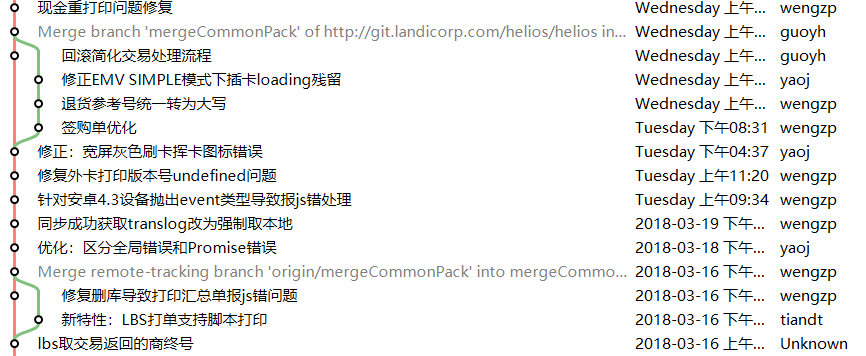 现金重打印问题修复 Wednesday 上午... wengzp
Merge branch 'mergeCommonPack' of http://git.landicorp.com/helios/helios in... Wednesday 上午... guoyh
回滚简化交易处理流程 Wednesday 上午... guoyh
修正EMV SIMPLE模式下插卡loading残留 Wednesday 上午... yaoj
退货参考号统一转为大写 Wednesday 上午... wengzp
签购单优化 Tuesday 下午08:31 wengzp
修正：宽屏灰色刷卡挥卡图标错误 Tuesday 下午04:37 yaoj
修复外卡打印版本号undefined问题 Tuesday 上午11:20 wengzp
针对安卓4.3设备抛出event类型导致报js错处理 Tuesday 上午09:34 wengzp
同步成功获取translog改为强制取本地 2018-03-19 下午... wengzp
优化：区分全局错误和Promise错误 2018-03-18 下午... yaoj
Merge remote-tracking branch 'origin/mergeCommonPack' into mergeCommo... 2018-03-16 下午... wengzp
修复删库导致打印汇总单报js错问题 2018-03-16 下午... wengzp
新特性：LBS打单支持脚本打印 2018-03-16 下午... tiandt
lbs取交易返回的商终号 2018-03-16 上午... Unknown